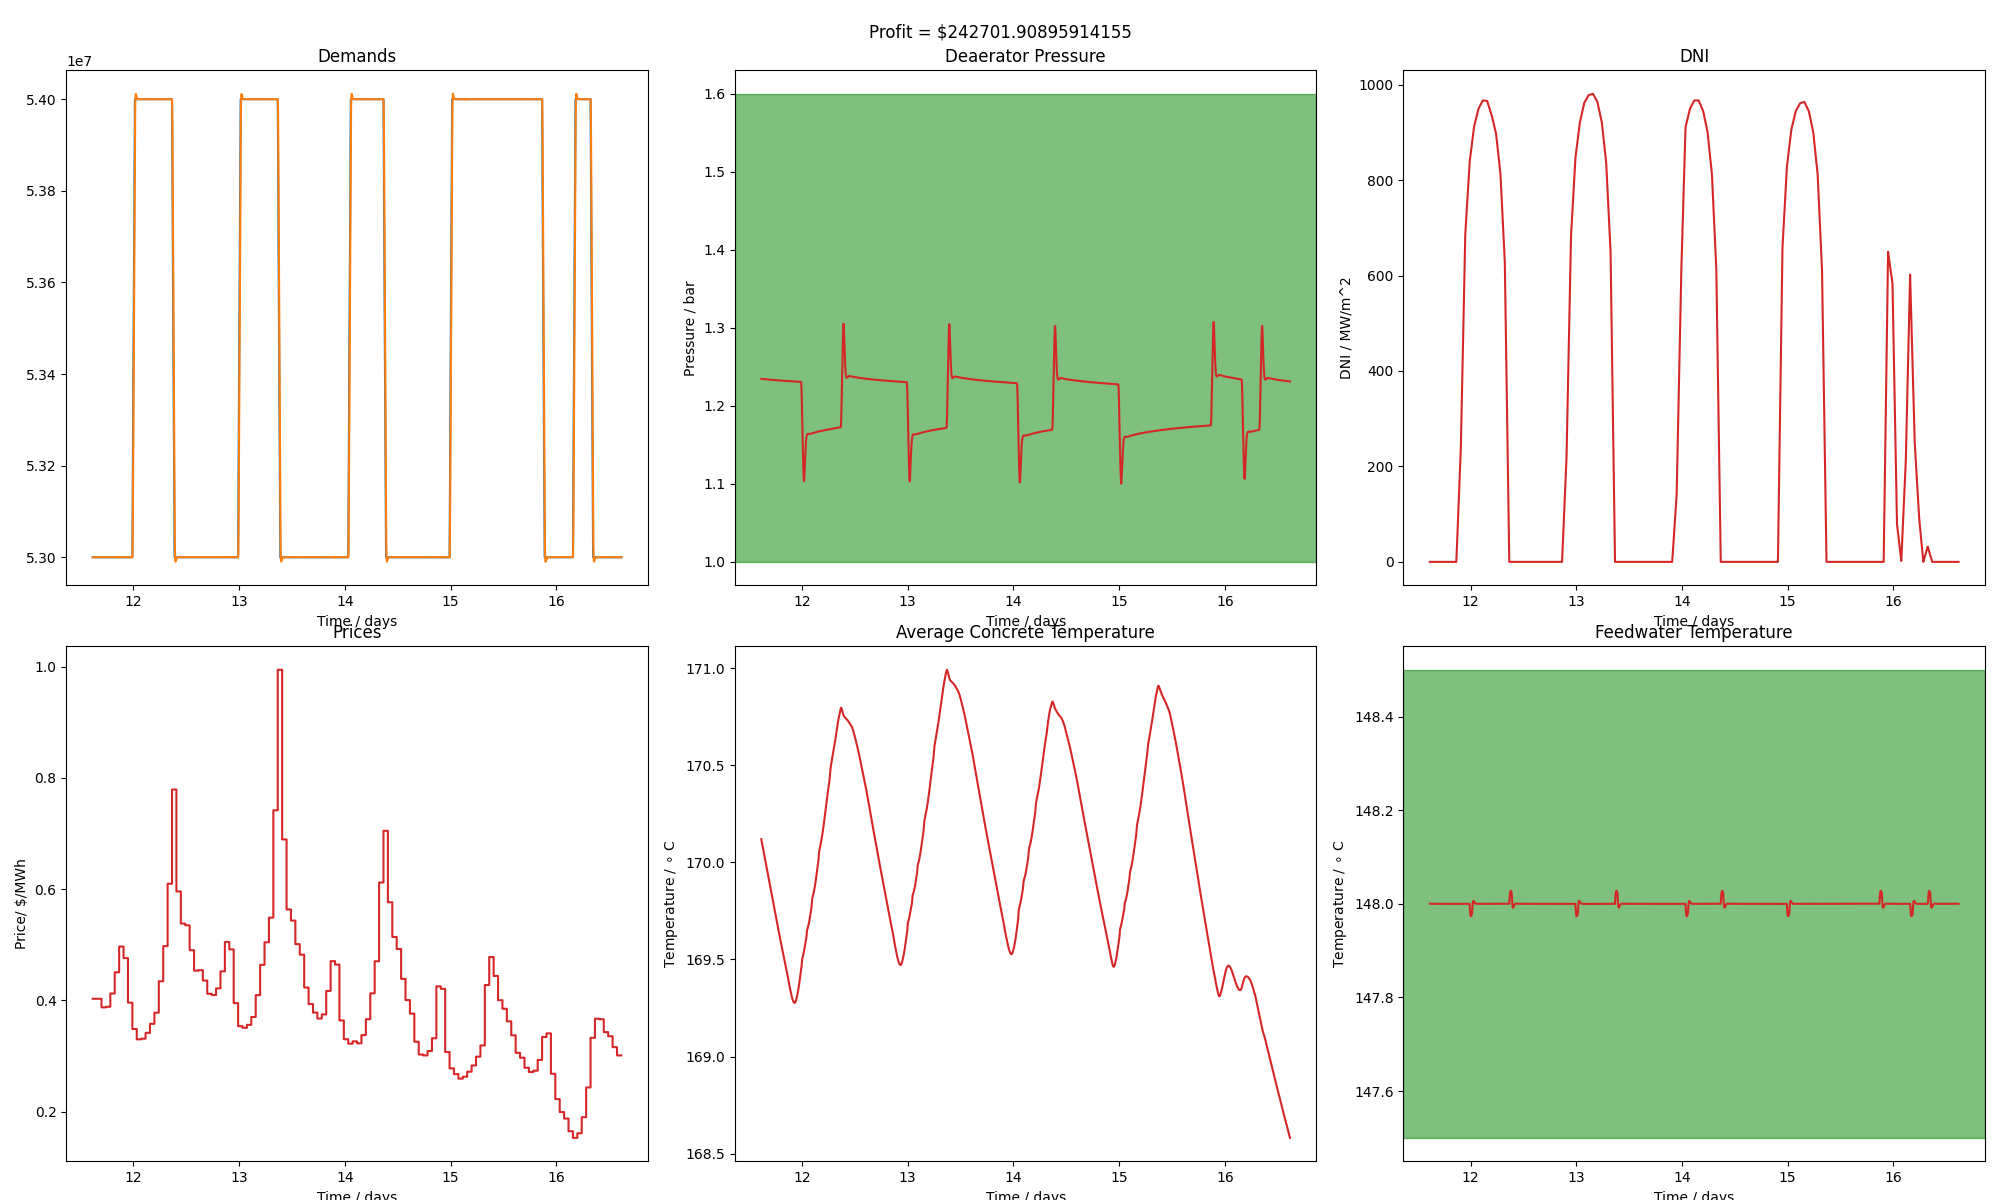 Profit = $242701.90895914155
Demands
1e7
5.40
5.38
5.36
5.34
5.32
5.30
12 13 14 15 16
Time / days
Deaerator Pressure
Pressure / bar
1.6
1.5
1.4
1.3
1.2
1.1
1.0
12 13 14 15 16
Time / days
DNI
DNI / MW/m^2
1000
800
600
400
200
0
12 13 14 15 16
Time / days
Prices
Price/ $/MWh
1.0
0.8
0.6
0.4
0.2
12 13 14 15 16
Time / days
Average Concrete Temperature
Temperature / ∘ C
171.0
170.5
170.0
169.5
169.0
168.5
12 13 14 15 16
Time / days
Feedwater Temperature
Temperature / ∘ C
148.4
148.2
148.0
147.8
147.6
12 13 14 15 16
Time / days